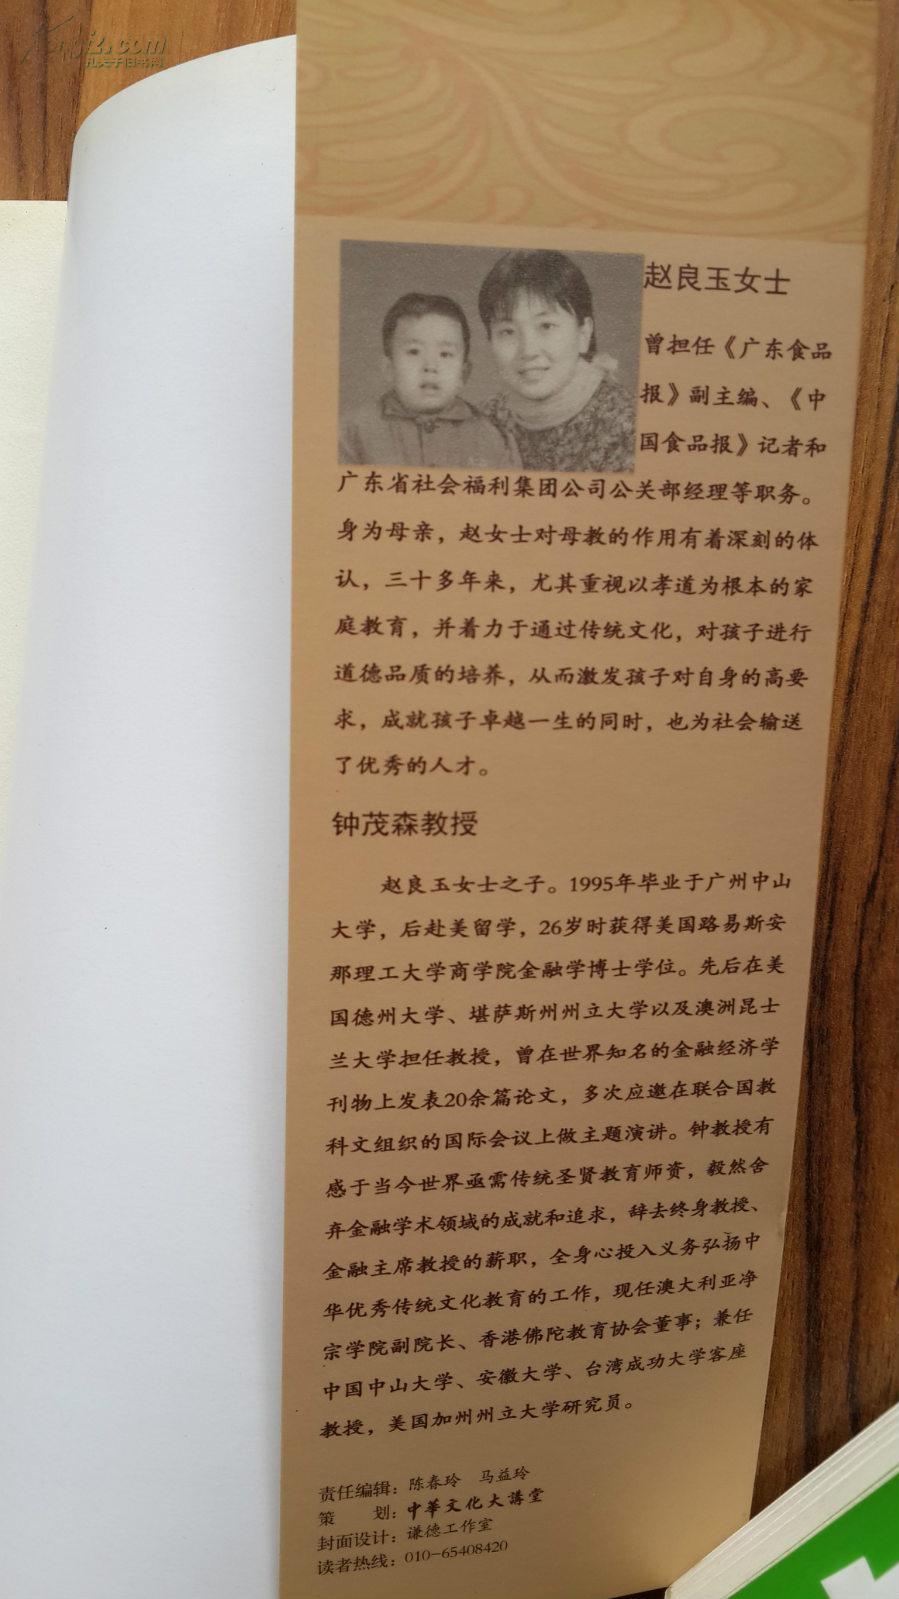 孔夫子旧书网
赵良玉女士
曾担任《广东食品
报》副主编、《中
国食品报》记者和
广东省社会福利集团公司公关部经理等职务。
身为母亲，赵女士对母教的作用有着深刻的体
认，三十多年来，尤其重视以孝道为根本的家
庭教育，并着力于通过传统文化，对孩子进行
道德品质的培养，从而激发孩子对自身的高要
求，成就孩子卓越一生的同时，也为社会输送
了优秀的人才。
钟茂森教授
赵良玉女士之子。1995年毕业于广州中山
大学，后赴美留学，26岁时获得美国路易斯安
那理工大学商学院金融学博士学位。先后在美
国德州大学、堪萨斯州州立大学以及澳洲昆士
兰大学担任教授，曾在世界知名的金融经济学
刊物上发表20余篇论文，多次应邀在联合国教
科文组织的国际会议上做主题演讲。钟教授有
感于当今世界亟需传统圣贤教育师资，毅然舍
弃金融学术领域的成就和追求，辞去终身教授、
金融主席教授的薪职，全身心投入义务弘扬中
华优秀传统文化教育的工作，现任澳大利亚净
宗学院副院长、香港佛陀教育协会董事；兼任
中国中山大学、安徽大学、台湾成功大学客座
教授，美国加州州立大学研究员。
责任编辑：陈春玲 马益玲
策 划：中華文化大講堂
封面设计：谦德工作室
读者热线：010-65408420